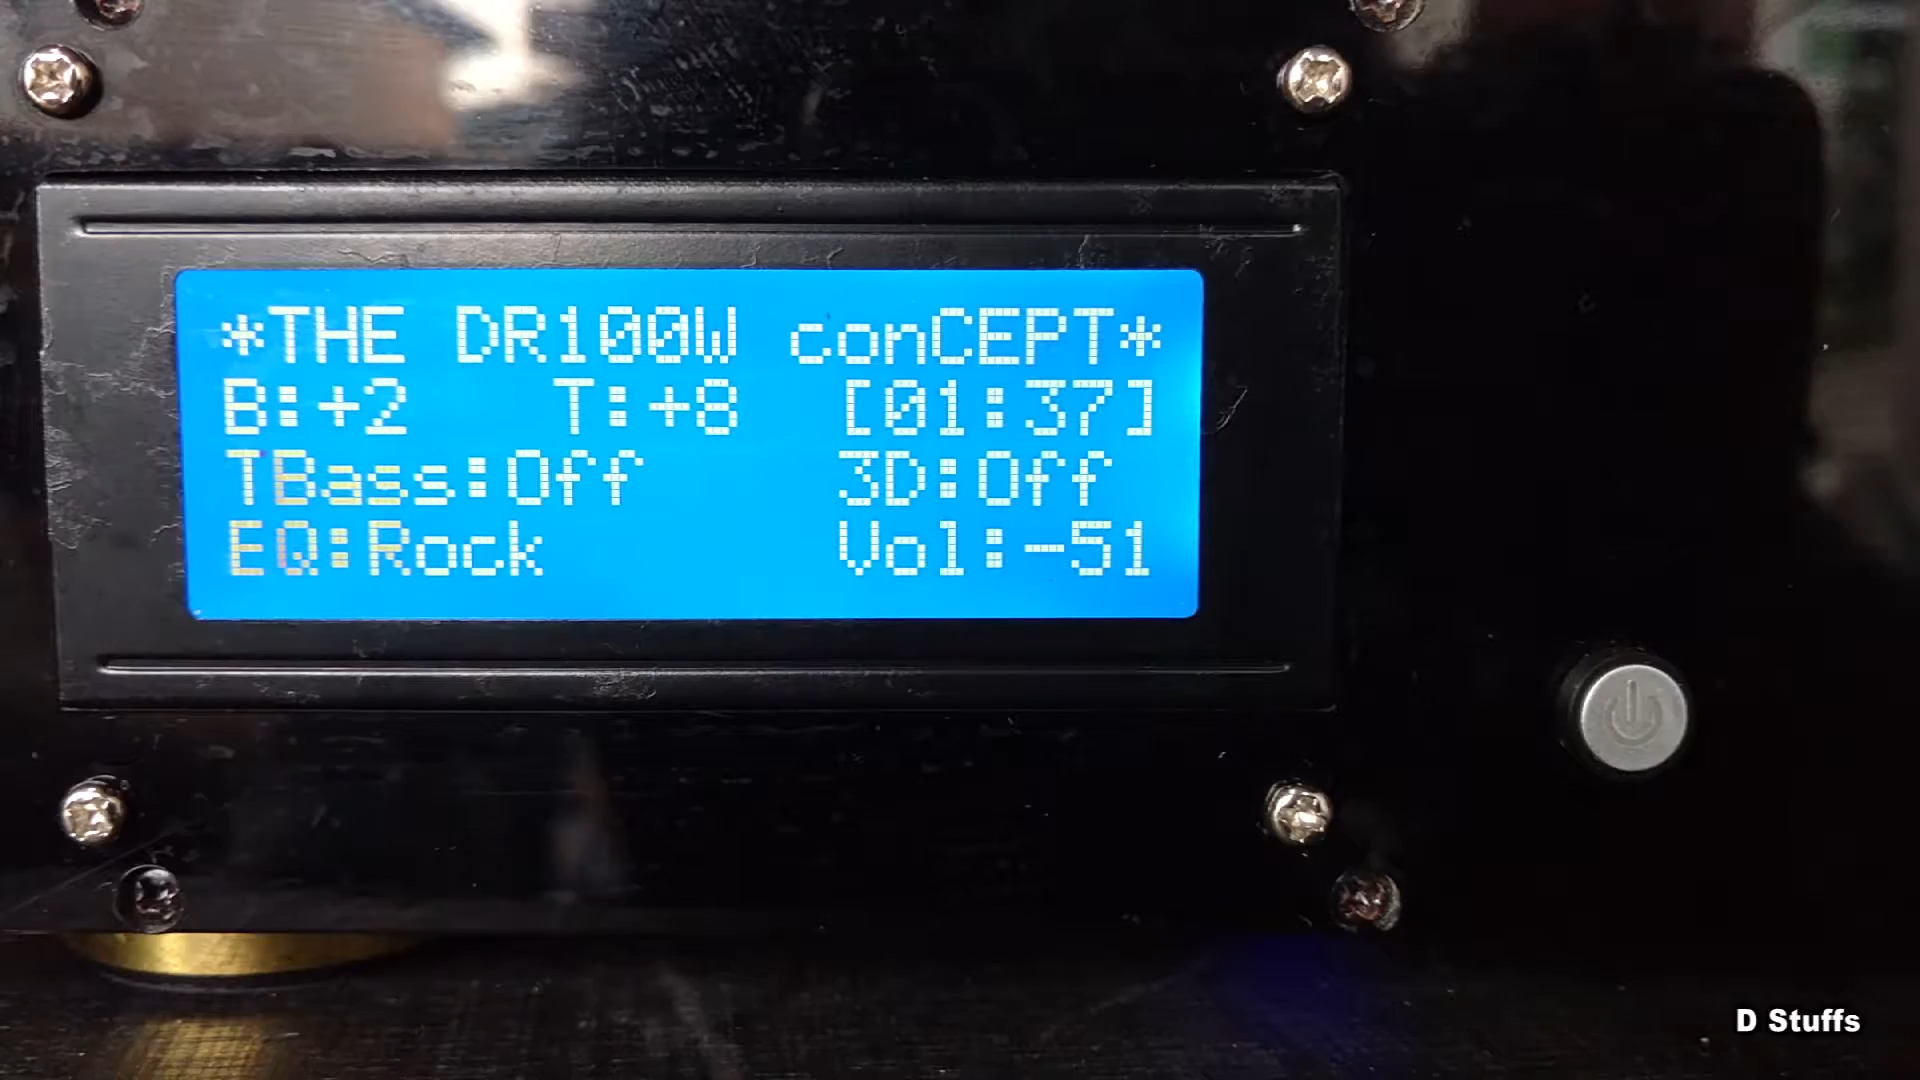 *THE DR100W conCEPT*
B:+2 T:+8 [01:37]
TBass:Off 3D:Off
EQ:Rock Vol:-51
D Stuffs